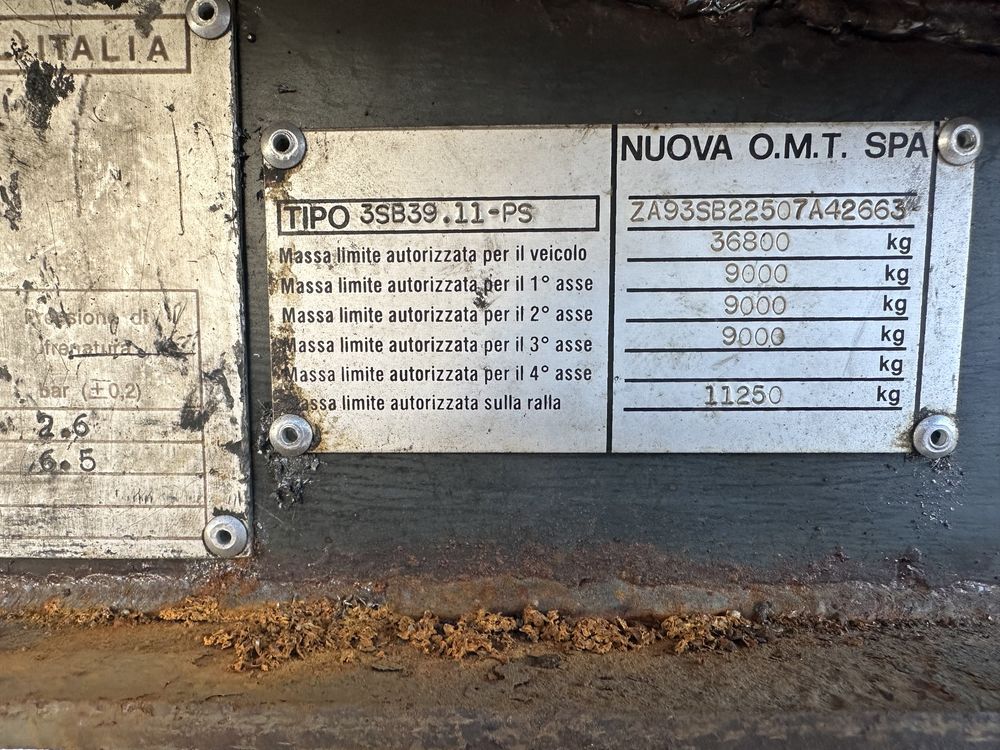 ITALIA
Pressione di
frenatura
bar (±0,2)
2.6
6.5
NUOVA O.M.T. SPA
TIPO 3SB39.11-PS
ZA93SB22507A42663
Massa limite autorizzata per il veicolo 36800 kg
Massa limite autorizzata per il 1° asse 9000 kg
Massa limite autorizzata per il 2° asse 9000 kg
Massa limite autorizzata per il 3° asse 9000 kg
Massa limite autorizzata per il 4° asse kg
Massa limite autorizzata sulla ralla 11250 kg